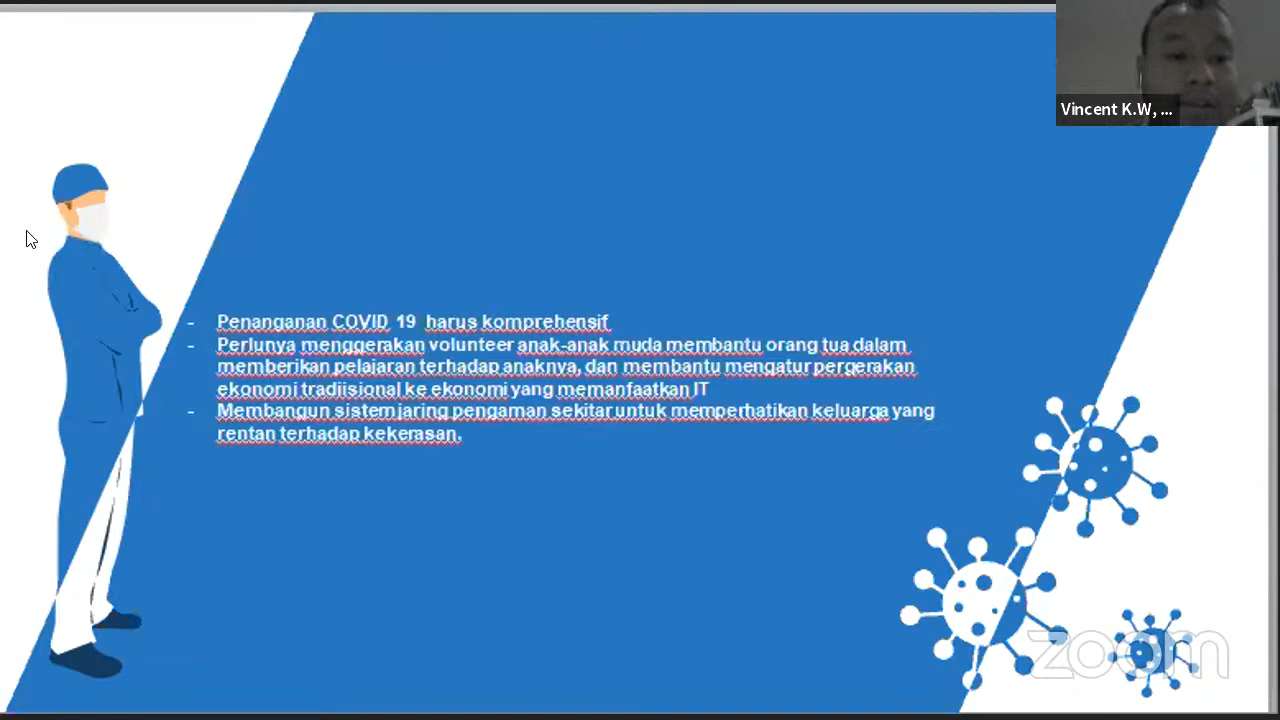 Vincent K.W, ...
- Penanganan COVID 19 harus komprehensif
- Perlunya menggerakan volunteer anak-anak muda membantu orang tua dalam
memberikan pelajaran terhadap anaknya, dan membantu mengatur pergerakan
ekonomi tradiisional ke ekonomi yang memanfaatkan IT
- Membangun sistem jaring pengaman sekitar untuk memperhatikan keluarga yang
rentan terhadap kekerasan.
zoom